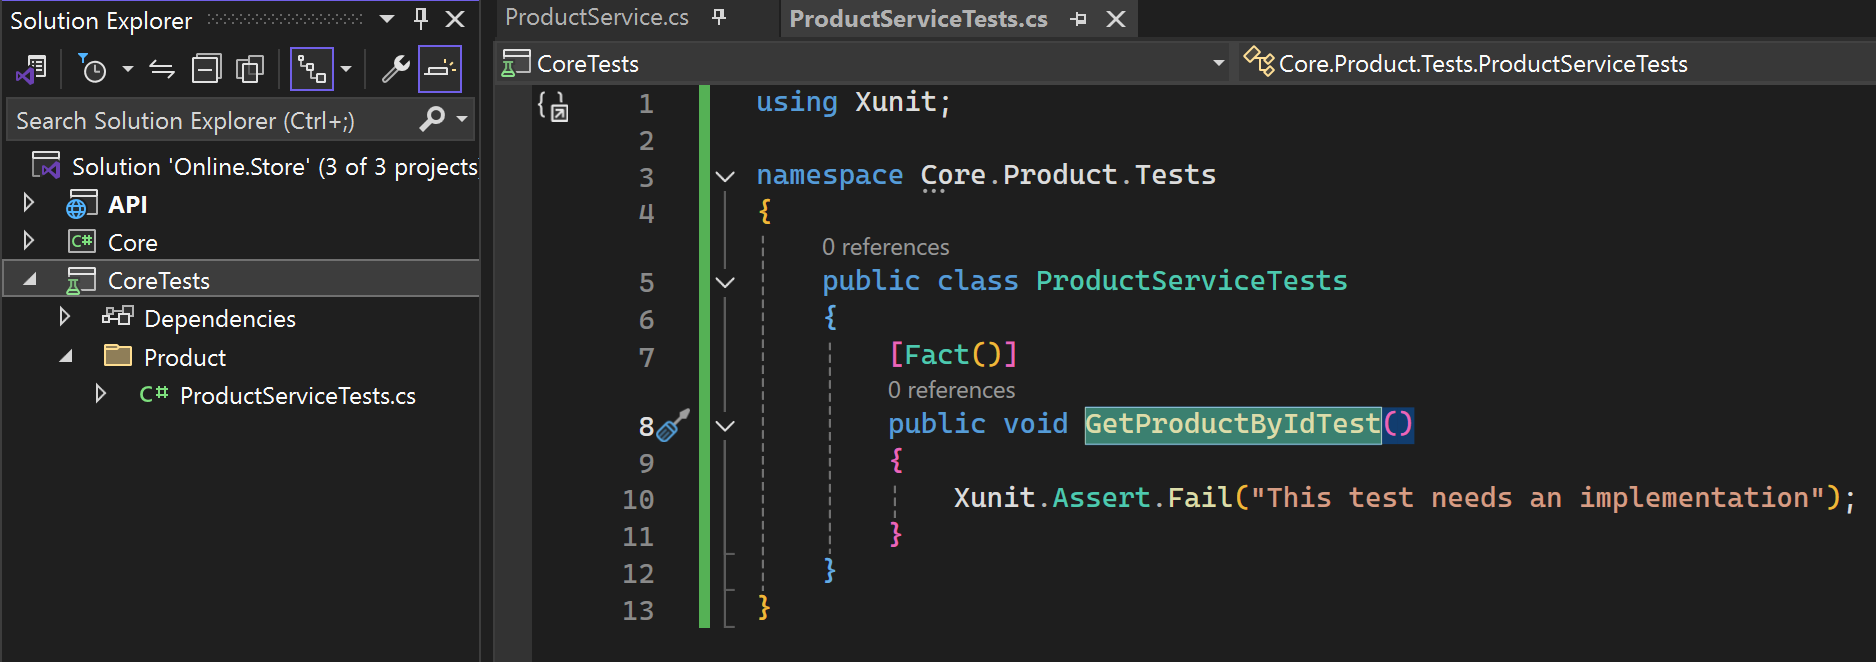 Solution Explorer
Search Solution Explorer (Ctrl+;)
Solution 'Online.Store' (3 of 3 projects
API
C# Core
CoreTests
Dependencies
Product
C# ProductServiceTests.cs
ProductService.cs
ProductServiceTests.cs
CoreTests
Core.Product.Tests.ProductServiceTests
1 using Xunit;
2
3 namespace Core.Product.Tests
4 {
0 references
5 public class ProductServiceTests
6 {
7 [Fact()]
0 references
8 public void GetProductByIdTest()
9 {
10 Xunit.Assert.Fail("This test needs an implementation");
11 }
12 }
13 }